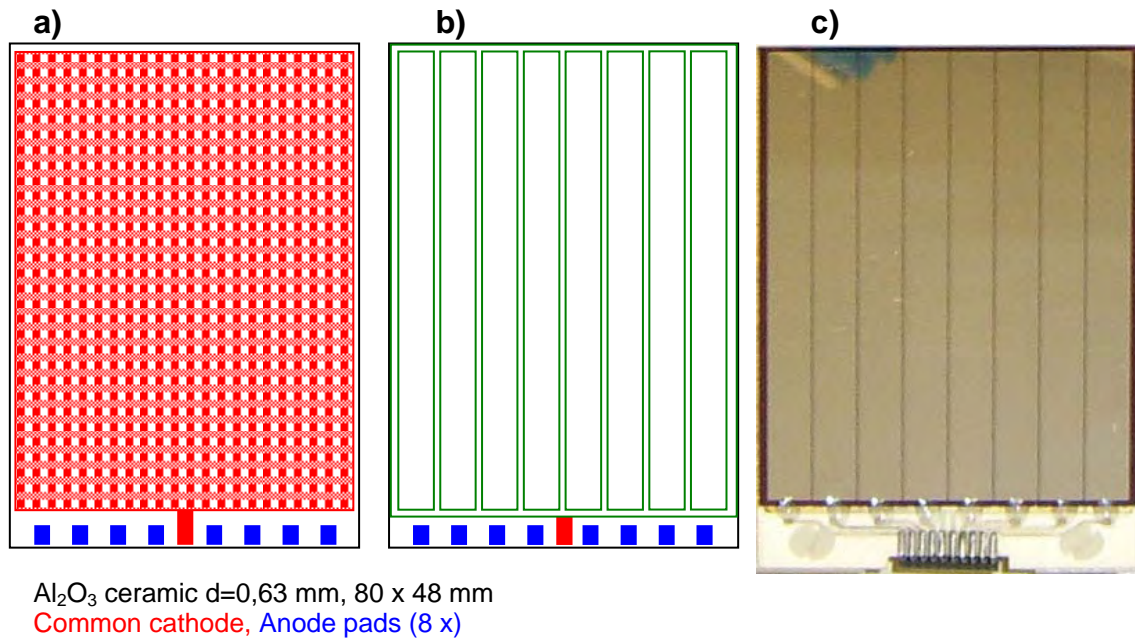 a) b) c)
Al₂O₃ ceramic d=0,63 mm, 80 x 48 mm
Common cathode, Anode pads (8 x)